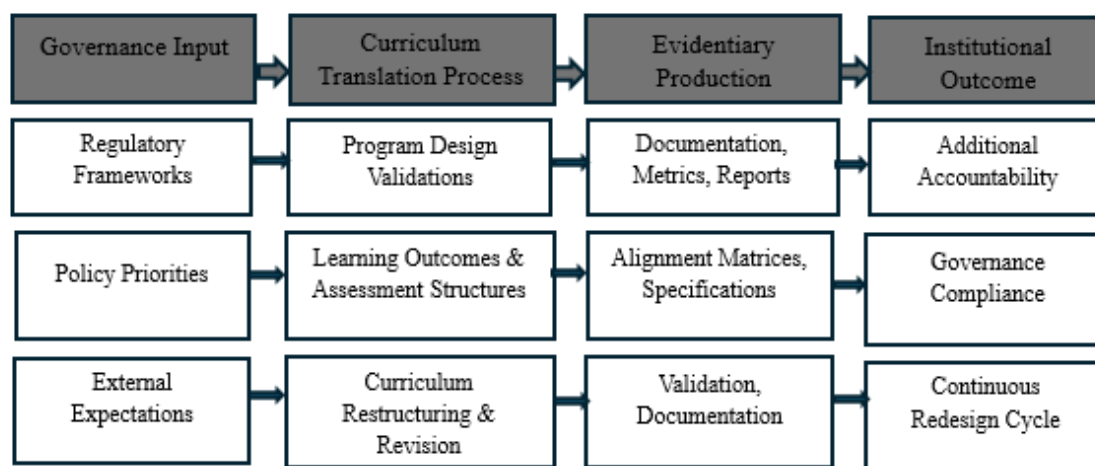 Governance Input
Curriculum
Translation Process
Evidentiary
Production
Institutional
Outcome
Regulatory
Frameworks
Program Design
Validations
Documentation,
Metrics, Reports
Additional
Accountability
Policy Priorities
Learning Outcomes &
Assessment Structures
Alignment Matrices,
Specifications
Governance
Compliance
External
Expectations
Curriculum
Restructuring &
Revision
Validation,
Documentation
Continuous
Redesign Cycle